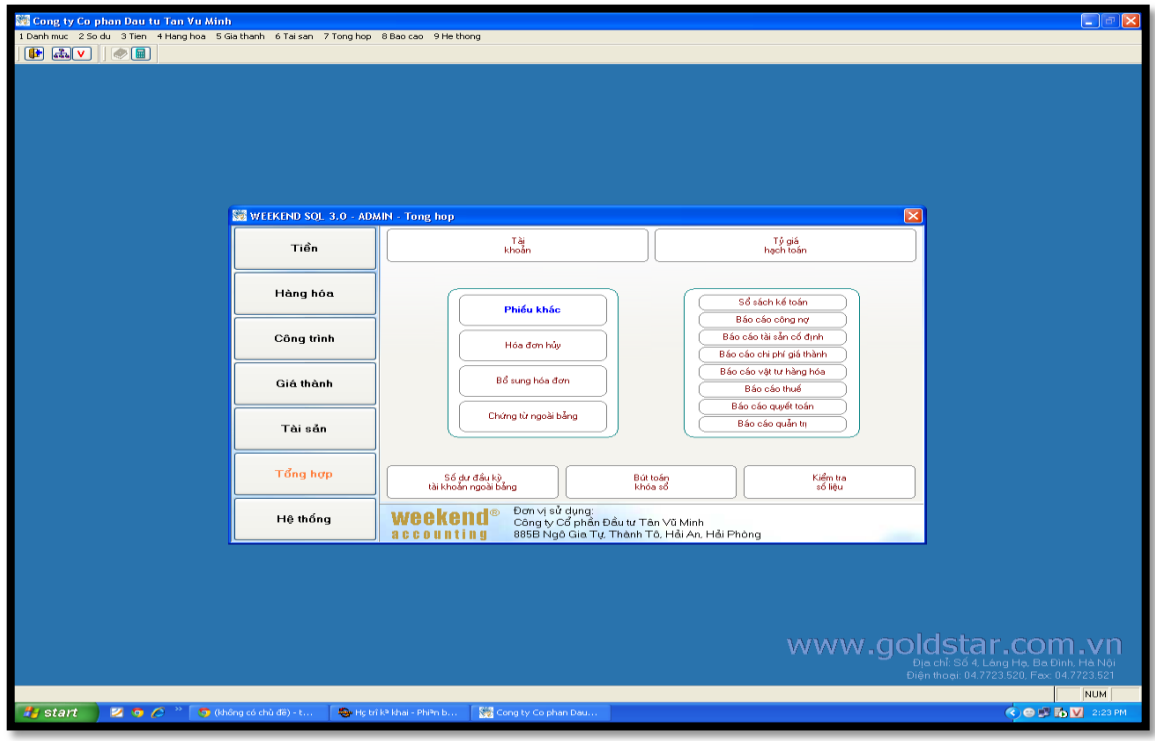 Cong ty Co phan Dau tu Tan Vu Minh
1 Danh muc 2 So du 3 Tien 4 Hang hoa 5 Gia thanh 6 Tai san 7 Tong hop 8 Bao cao 9 He thong
WEEKEND SQL 3.0 - ADMIN - Tong hop
Tiền
Hàng hóa
Công trình
Giá thành
Tài sản
Tổng hợp
Hệ thống
Tài
khoản
Tỷ giá
hạch toán
Phiếu khác
Hóa đơn hủy
Bổ sung hóa đơn
Chứng từ ngoài bảng
Sổ sách kế toán
Báo cáo công nợ
Báo cáo tài sản cố định
Báo cáo chi phí giá thành
Báo cáo vật tư hàng hóa
Báo cáo thuế
Báo cáo quyết toán
Báo cáo quản trị
Số dư đầu kỳ
tài khoản ngoài bảng
Bút toán
khóa sổ
Kiểm tra
số liệu
weekend®
accounting
Đơn vị sử dụng:
Công ty Cổ phần Đầu tư Tân Vũ Minh
885B Ngô Gia Tự, Thành Tô, Hải An, Hải Phòng
www.goldstar.com.vn
Địa chỉ: Số 4, Láng Hạ, Ba Đình, Hà Nội
Điện thoại: 04.7723.520, Fax: 04.7723.521
NUM
start
(không có chủ đề) - t...
Hç trî kª khai - Phiªn b...
Cong ty Co phan Dau...
2:23 PM